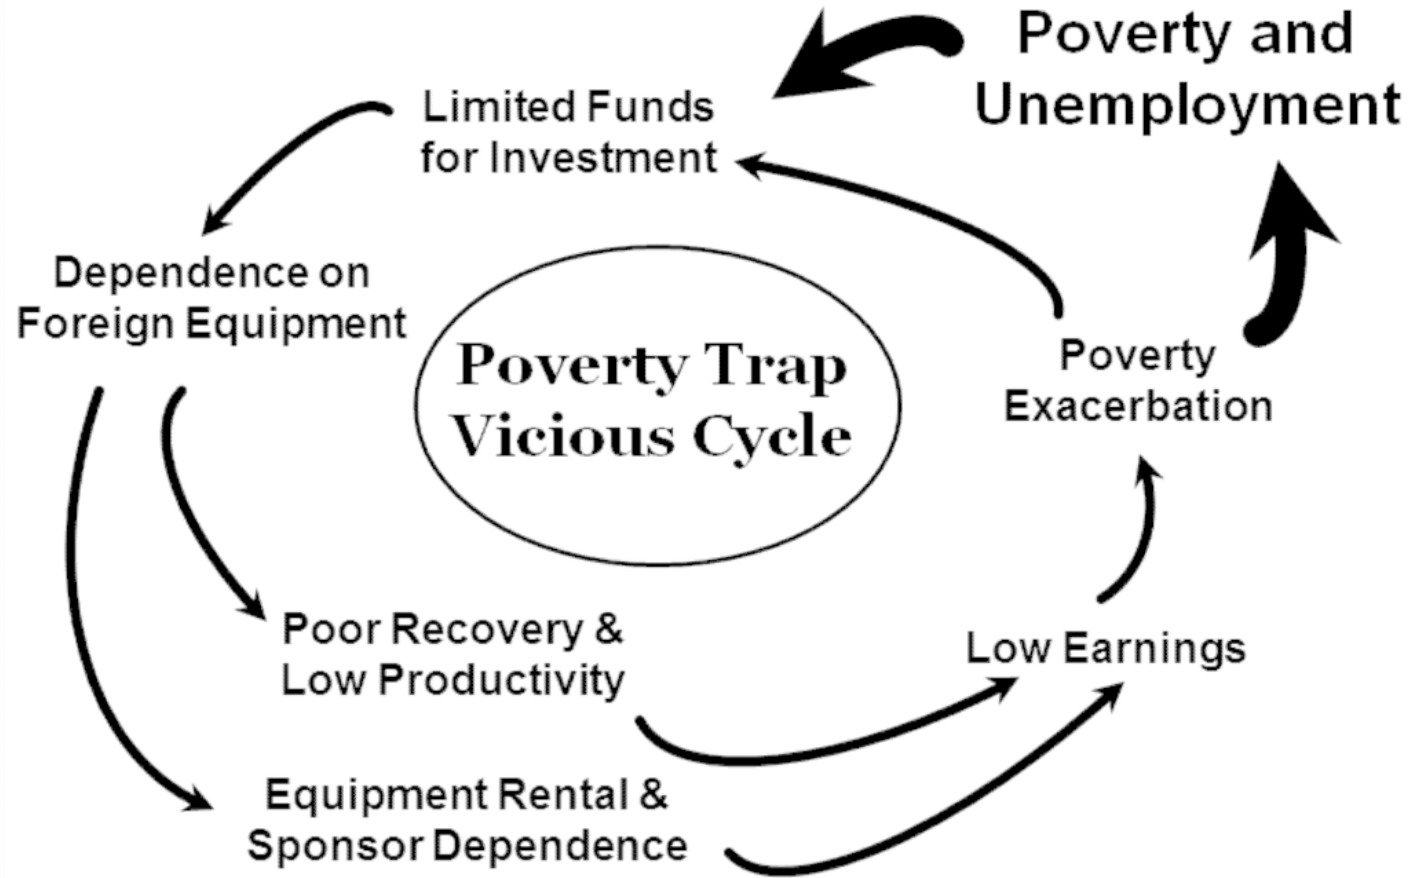 Poverty and
Unemployment
Limited Funds
for Investment
Dependence on
Foreign Equipment
Poverty Trap
Vicious Cycle
Poverty
Exacerbation
Poor Recovery &
Low Productivity
Low Earnings
Equipment Rental &
Sponsor Dependence